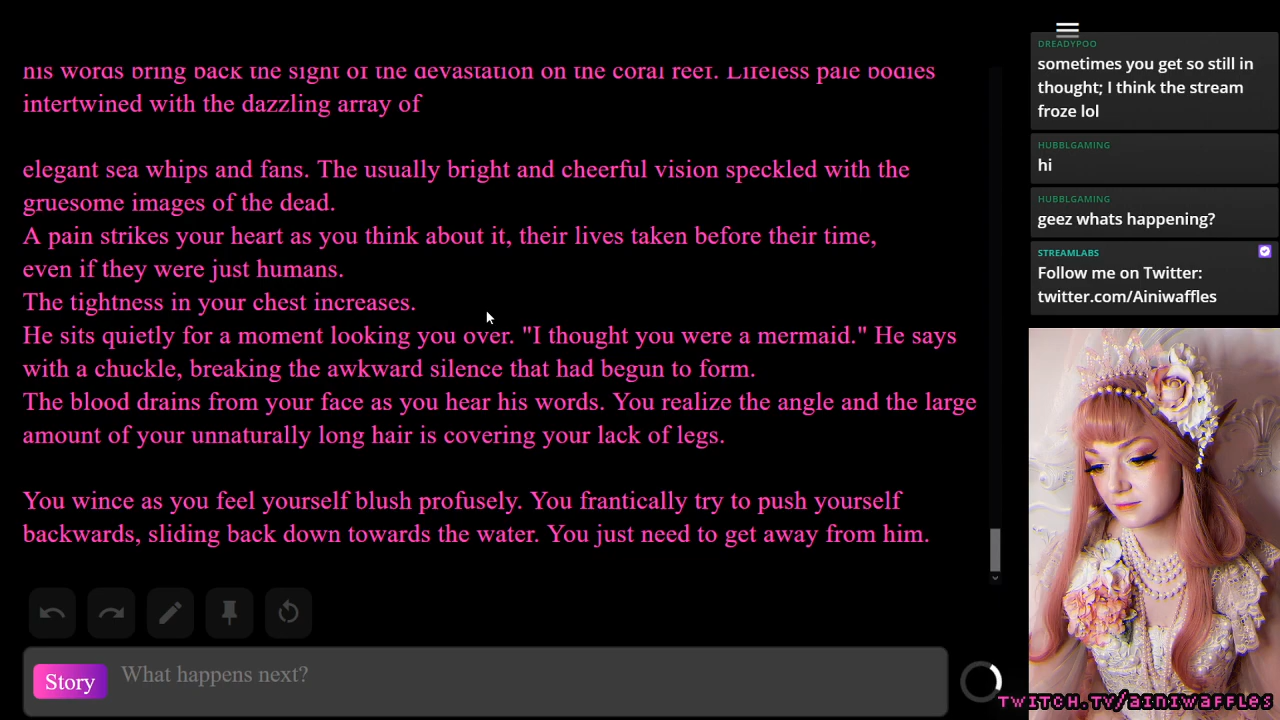 his words bring back the sight of the devastation on the coral reef. Lifeless pale bodies
intertwined with the dazzling array of
elegant sea whips and fans. The usually bright and cheerful vision speckled with the
gruesome images of the dead.
A pain strikes your heart as you think about it, their lives taken before their time,
even if they were just humans.
The tightness in your chest increases.
He sits quietly for a moment looking you over. "I thought you were a mermaid." He says
with a chuckle, breaking the awkward silence that had begun to form.
The blood drains from your face as you hear his words. You realize the angle and the large
amount of your unnaturally long hair is covering your lack of legs.
You wince as you feel yourself blush profusely. You frantically try to push yourself
backwards, sliding back down towards the water. You just need to get away from him.
Story
What happens next?
DREADYPOO
sometimes you get so still in
thought; I think the stream
froze lol
HUBBLGAMING
hi
HUBBLGAMING
geez whats happening?
STREAMLABS
Follow me on Twitter:
twitter.com/Ainiwaffles
TWITCH.TV/AINIWAFFLES